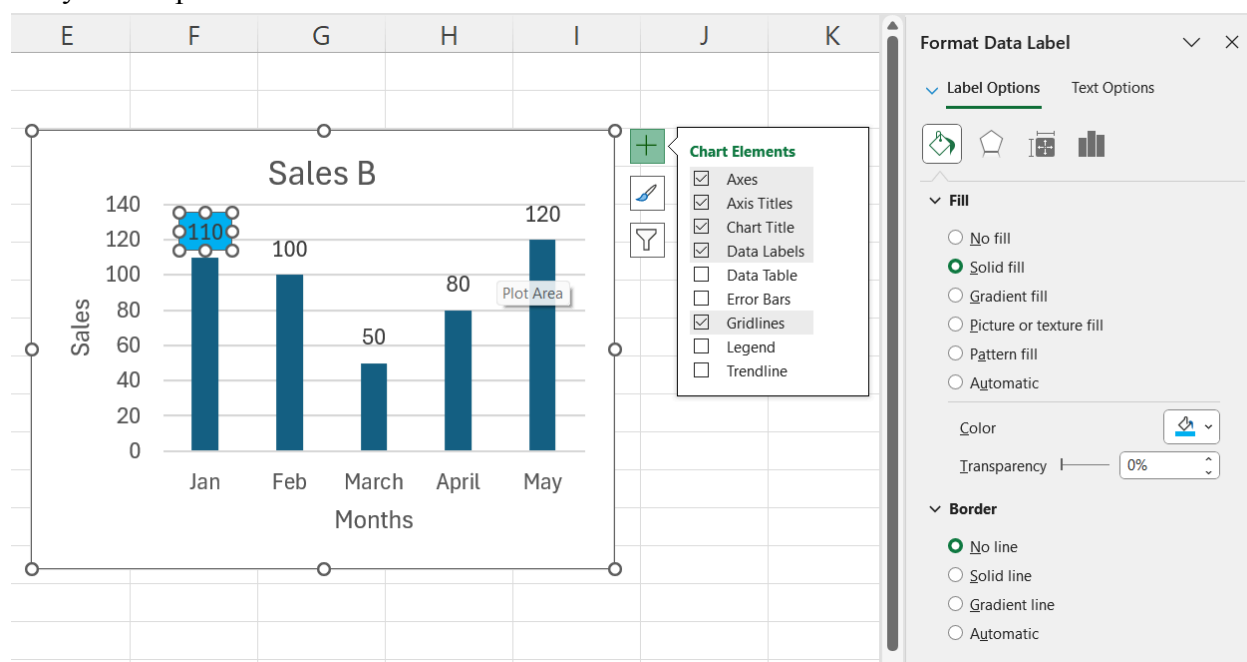 E F G H I J K
Sales B
140
120
100
80
60
40
20
0
Sales
110
100
50
80
120
Plot Area
Jan Feb March April May
Months
Chart Elements
Axes
Axis Titles
Chart Title
Data Labels
Data Table
Error Bars
Gridlines
Legend
Trendline
Format Data Label
Label Options Text Options
Fill
No fill
Solid fill
Gradient fill
Picture or texture fill
Pattern fill
Automatic
Color
Transparency 0%
Border
No line
Solid line
Gradient line
Automatic